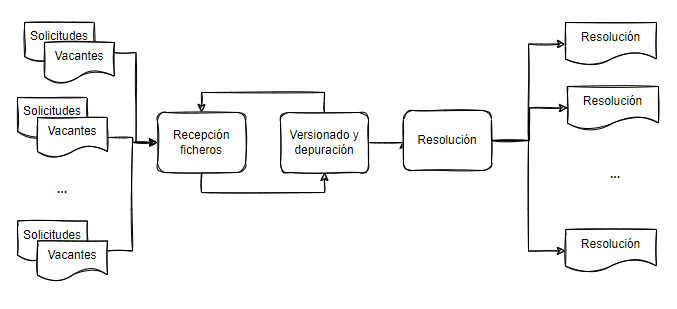 Solicitudes
Vacantes
Solicitudes
Vacantes
...
Solicitudes
Vacantes
Recepción
ficheros
Versionado y
depuración
Resolución
Resolución
Resolución
...
Resolución